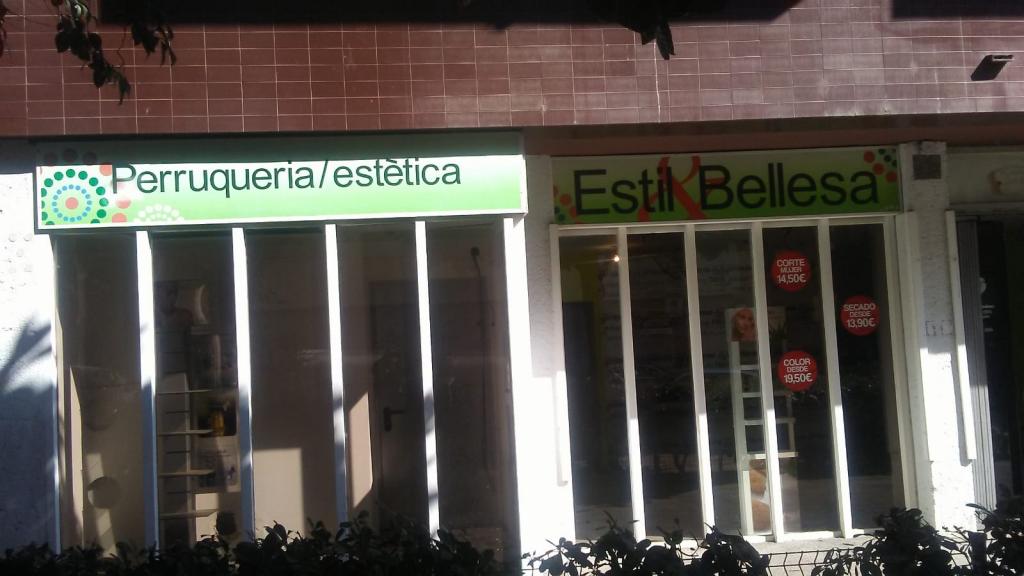 Perruqueria/estètica
Estil&Bellesa
CORTE
MUJER
14,50€
SECADO
DESDE
13,90€
COLOR
DESDE
19,50€